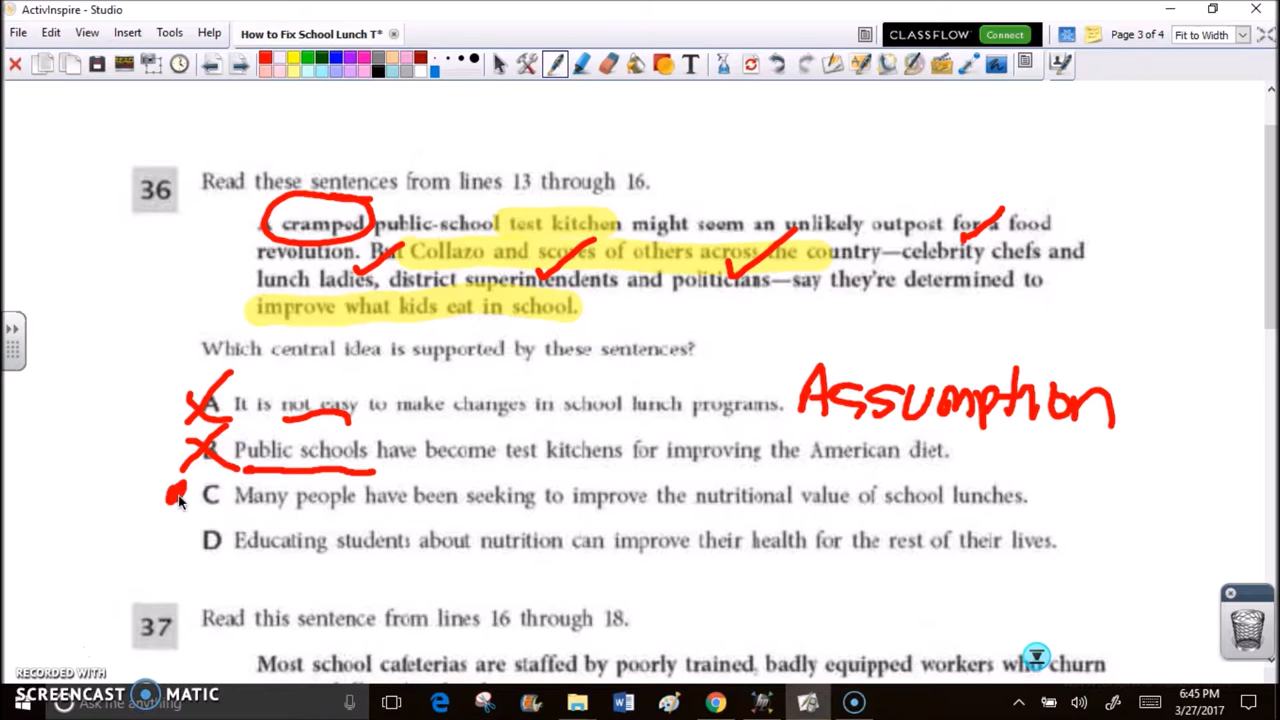 ActivInspire - Studio
File Edit View Insert Tools Help How to Fix School Lunch T* CLASSFLOW Connect Page 3 of 4 Fit to Width
36 Read these sentences from lines 13 through 16.
A cramped public-school test kitchen might seem an unlikely outpost for a food
revolution. But Collazo and scores of others across the country—celebrity chefs and
lunch ladies, district superintendents and politicians—say they're determined to
improve what kids eat in school.
Which central idea is supported by these sentences?
A It is not easy to make changes in school lunch programs. Assumption
B Public schools have become test kitchens for improving the American diet.
C Many people have been seeking to improve the nutritional value of school lunches.
D Educating students about nutrition can improve their health for the rest of their lives.
37 Read this sentence from lines 16 through 18.
Most school cafeterias are staffed by poorly trained, badly equipped workers who churn
RECORDED WITH
SCREENCAST MATIC
Ask me anything
6:45 PM
3/27/2017